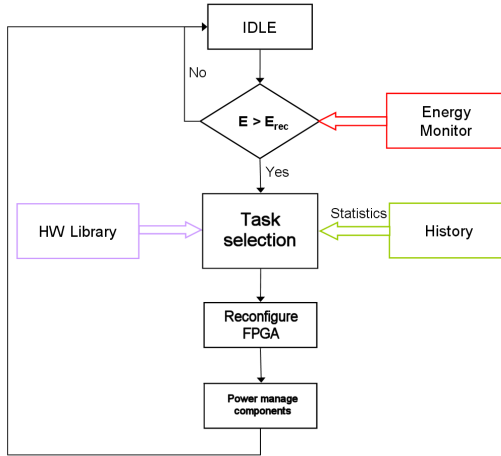 IDLE
No
E > Erec
Energy
Monitor
Yes
HW Library
Task
selection
Statistics
History
Reconfigure
FPGA
Power manage
components